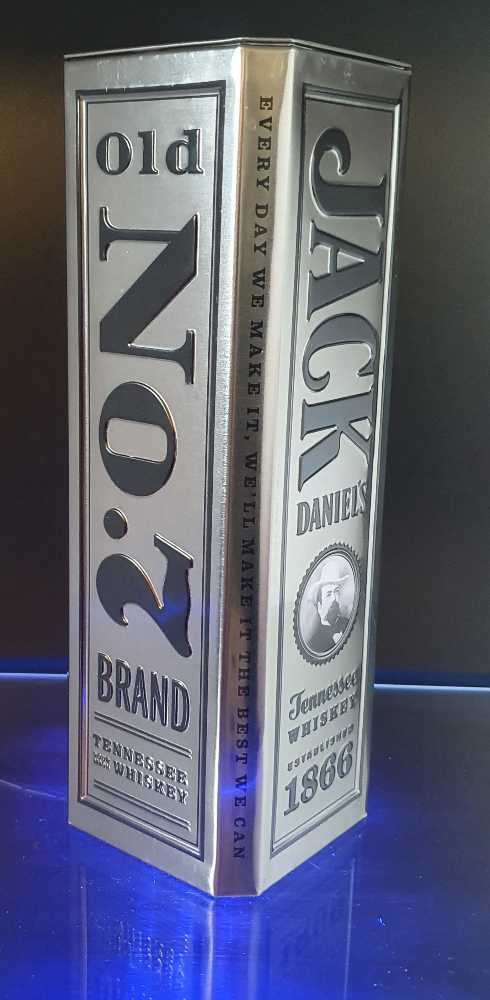 Old
No.2
BRAND
TENNESSEE
WHISKEY
EVERY DAY WE MAKE IT, WE'LL MAKE IT THE BEST WE CAN
JACK
DANIEL'S
Tennessee
WHISKEY
ESTABLISHED
1866